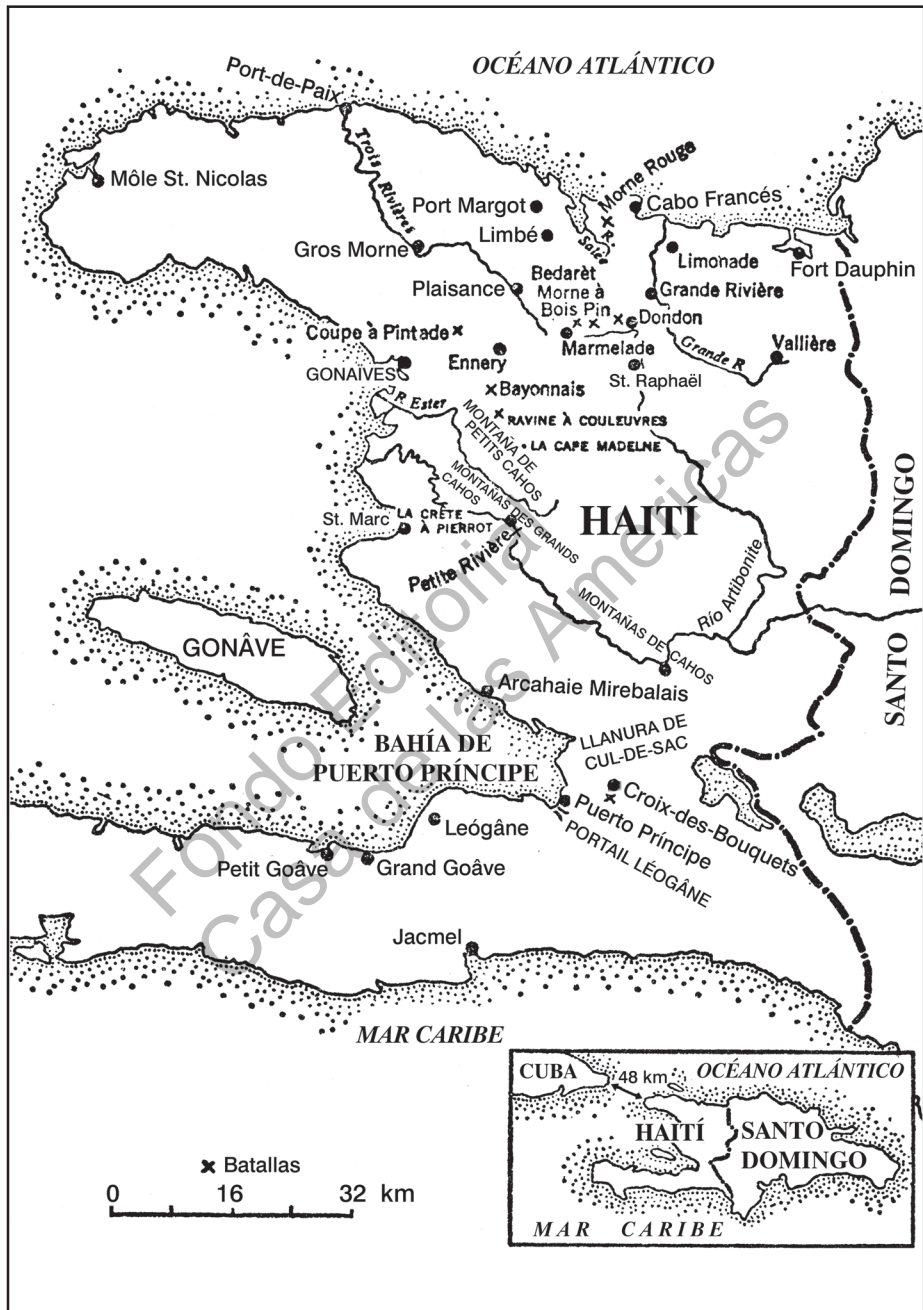 OCÉANO ATLÁNTICO
Port-de-Paix
Trois Rivières
Môle St. Nicolas
Port Margot
Morne Rouge
Cabo Francés
Limbé
R Salée
Gros Morne
Limonade
Fort Dauphin
Plaisance
Bedarèt
Morne à
Bois Pin
Grande Rivière
Dondon
Coupe à Pintade
Ennery
Marmelade
Grande R
Vallière
GONAÏVES
St. Raphaël
Bayonnais
R Ester
RAVINE À COULEUVRES
MONTAÑA DE
PETITS CAHOS
LA CAPE MADELNE
MONTAÑAS DES GRANDS
CAHOS
HAITÍ
St. Marc
LA CRÊTE
À PIERROT
Petite Rivière
SANTO DOMINGO
Río Artibonite
MONTAÑAS DE CAHOS
GONÂVE
Arcahaie Mirebalais
LLANURA DE
CUL-DE-SAC
BAHÍA DE
PUERTO PRÍNCIPE
Croix-des-Bouquets
Puerto Príncipe
PORTAIL LÉOGÂNE
Leógâne
Petit Goâve
Grand Goâve
Jacmel
MAR CARIBE
Fondo Editorial
Casa de las Americas
CUBA
48 km
OCÉANO ATLÁNTICO
HAITÍ
SANTO
DOMINGO
MAR CARIBE
× Batallas
0 16 32 km